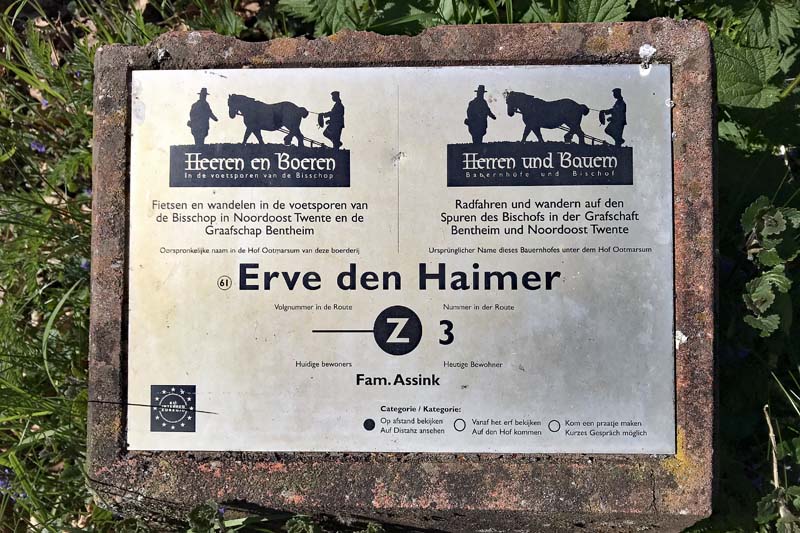 Heeren en Boeren
In de voetsporen van de Bisschop
Fietsen en wandelen in de voetsporen van
de Bisschop in Noordoost Twente en de
Graafschap Bentheim
Herren und Bauern
Bauernhöfe und Bischof
Radfahren und wandern auf den
Spuren des Bischofs in der Grafschaft
Bentheim und Noordoost Twente
Oorspronkelijke naam in de Hof Ootmarsum van deze boerderij
Ursprünglicher Name dieses Bauernhofes unter dem Hof Ootmarsum
61 Erve den Haimer
Volgnummer in de Route
Nummer in der Route
Z 3
Huidige bewoners
Heutige Bewohner
Fam. Assink
Categorie / Kategorie:
Op afstand bekijken
Auf Distanz ansehen
Vanaf het erf bekijken
Auf den Hof kommen
Kom een praatje maken
Kurzes Gespräch möglich
INTERREG